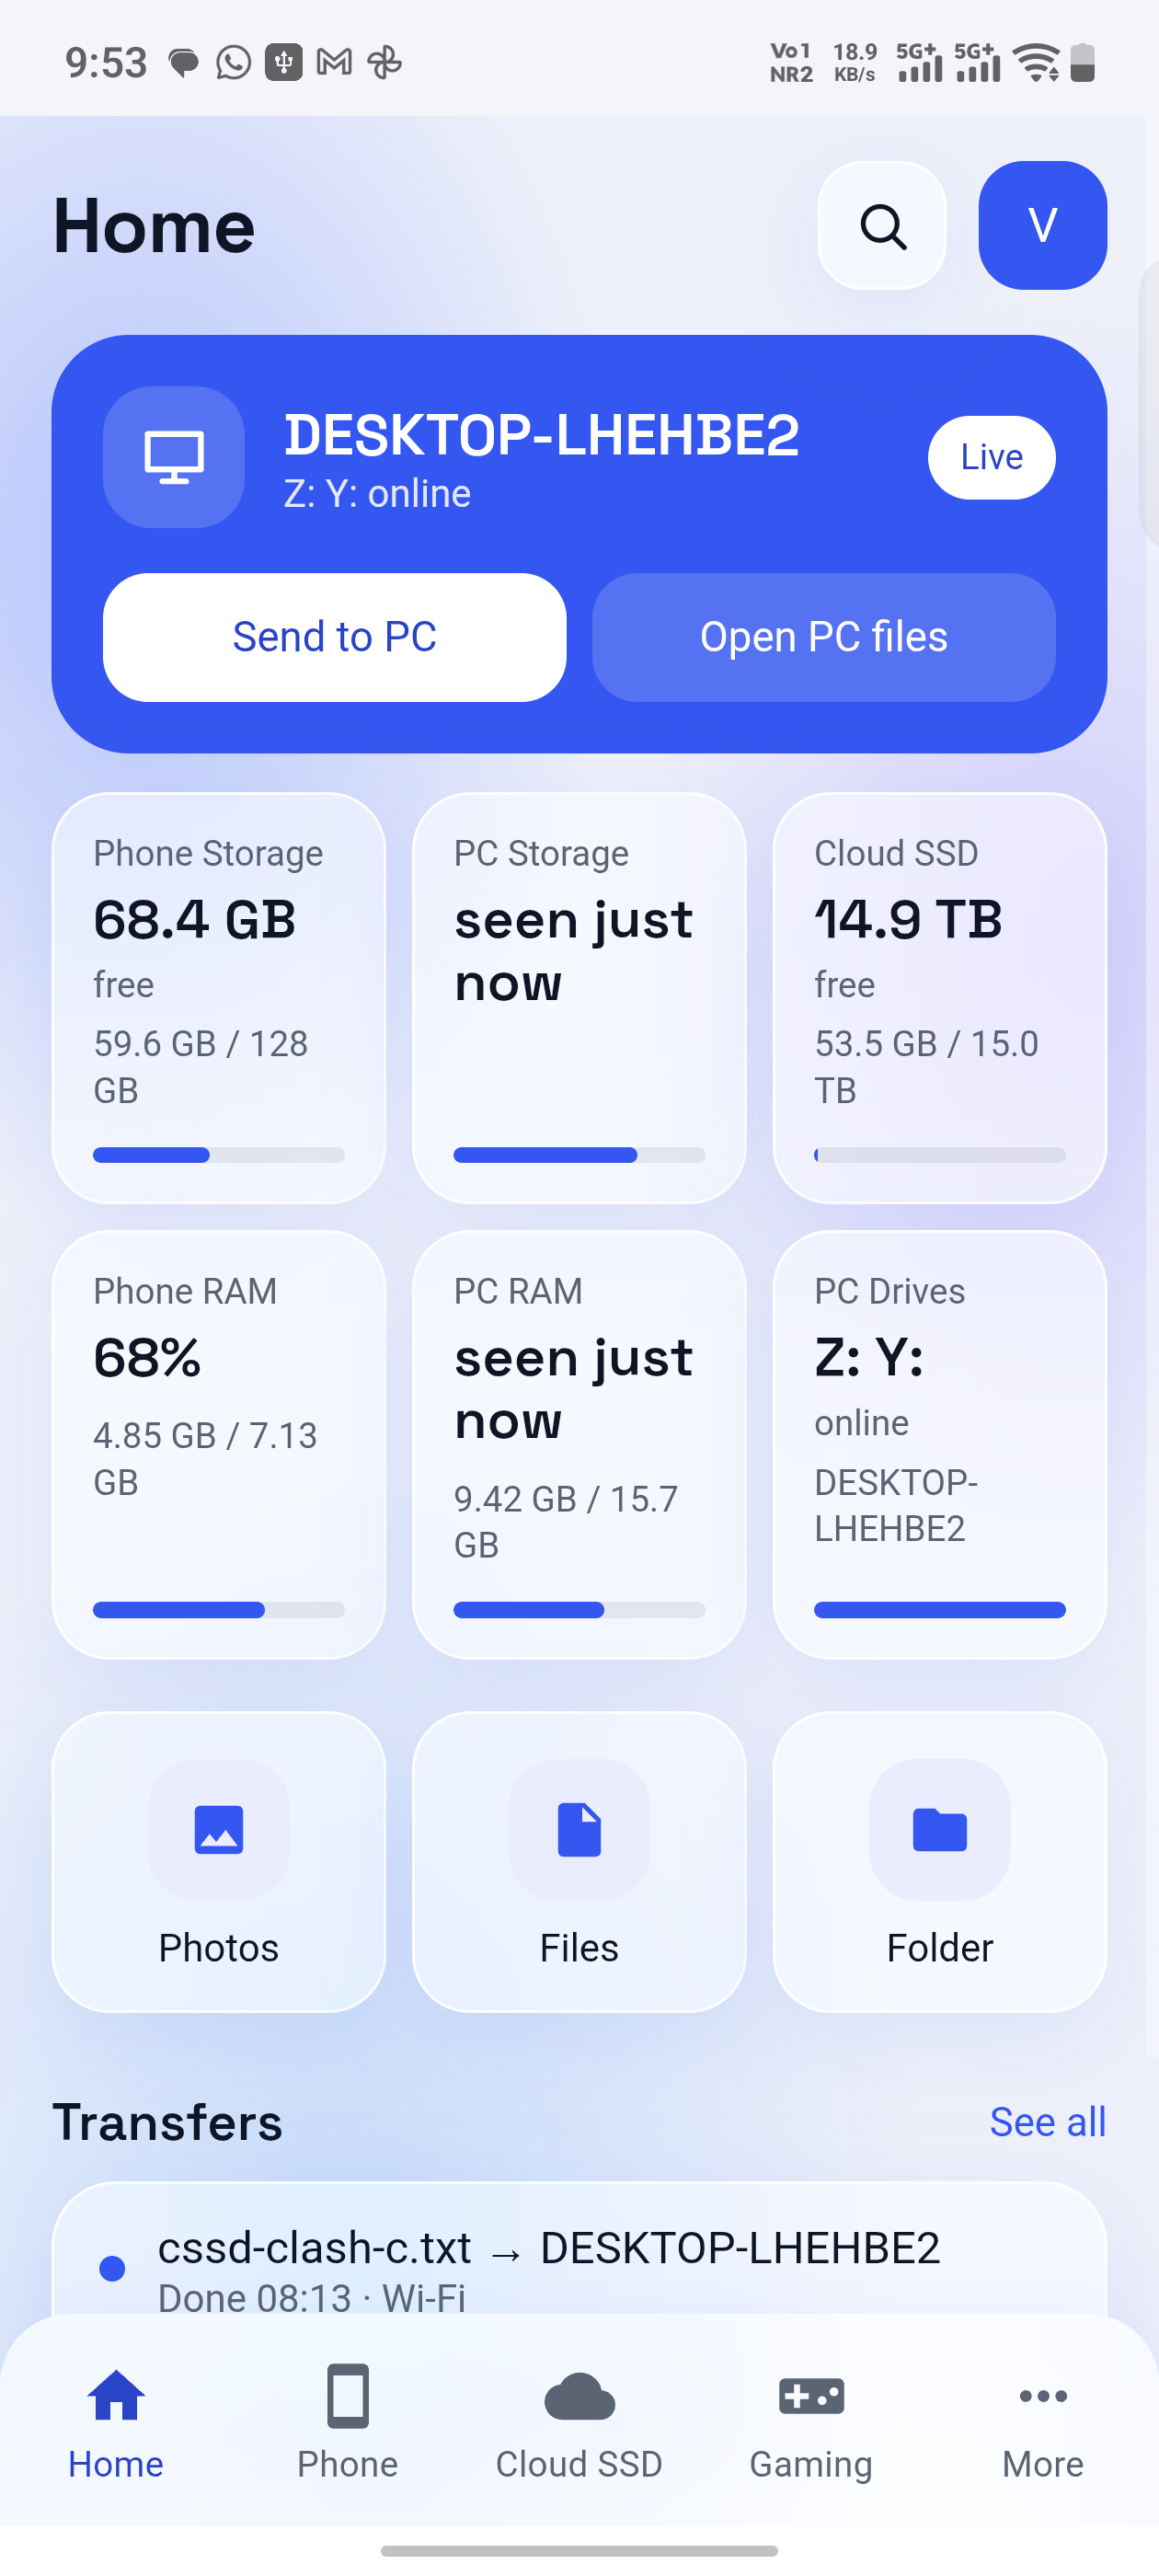 9:53
Vo1 NR2
18.9 KB/s
5G+ 5G+
Home
V
DESKTOP-LHEHBE2
Z: Y: online
Live
Send to PC
Open PC files
Phone Storage
68.4 GB
free
59.6 GB / 128
GB
PC Storage
seen just
now
Cloud SSD
14.9 TB
free
53.5 GB / 15.0
TB
Phone RAM
68%
4.85 GB / 7.13
GB
PC RAM
seen just
now
9.42 GB / 15.7
GB
PC Drives
Z: Y:
online
DESKTOP-
LHEHBE2
Photos
Files
Folder
Transfers
See all
cssd-clash-c.txt → DESKTOP-LHEHBE2
Done 08:13 · Wi-Fi
Home
Phone
Cloud SSD
Gaming
More